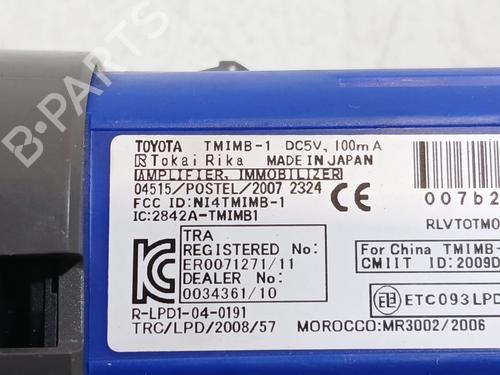 B-PARTS
TOYOTA TMIMB-1 DC5V, 100mA
Tokai Rika MADE IN JAPAN
AMPLIFIER, IMMOBILIZER
04515/POSTEL/2007 2324
FCC ID:NI4TMIMB-1
IC:2842A-TMIMB1
CE
007b2
RLVTOTM0
TRA
REGISTERED No:
ER0071271/11
DEALER No:
0034361/10
For China TMIMB-
CMIIT ID:2009D
ETC093LPD
R-LPD1-04-0191
TRC/LPD/2008/57
MOROCCO:MR3002/2006